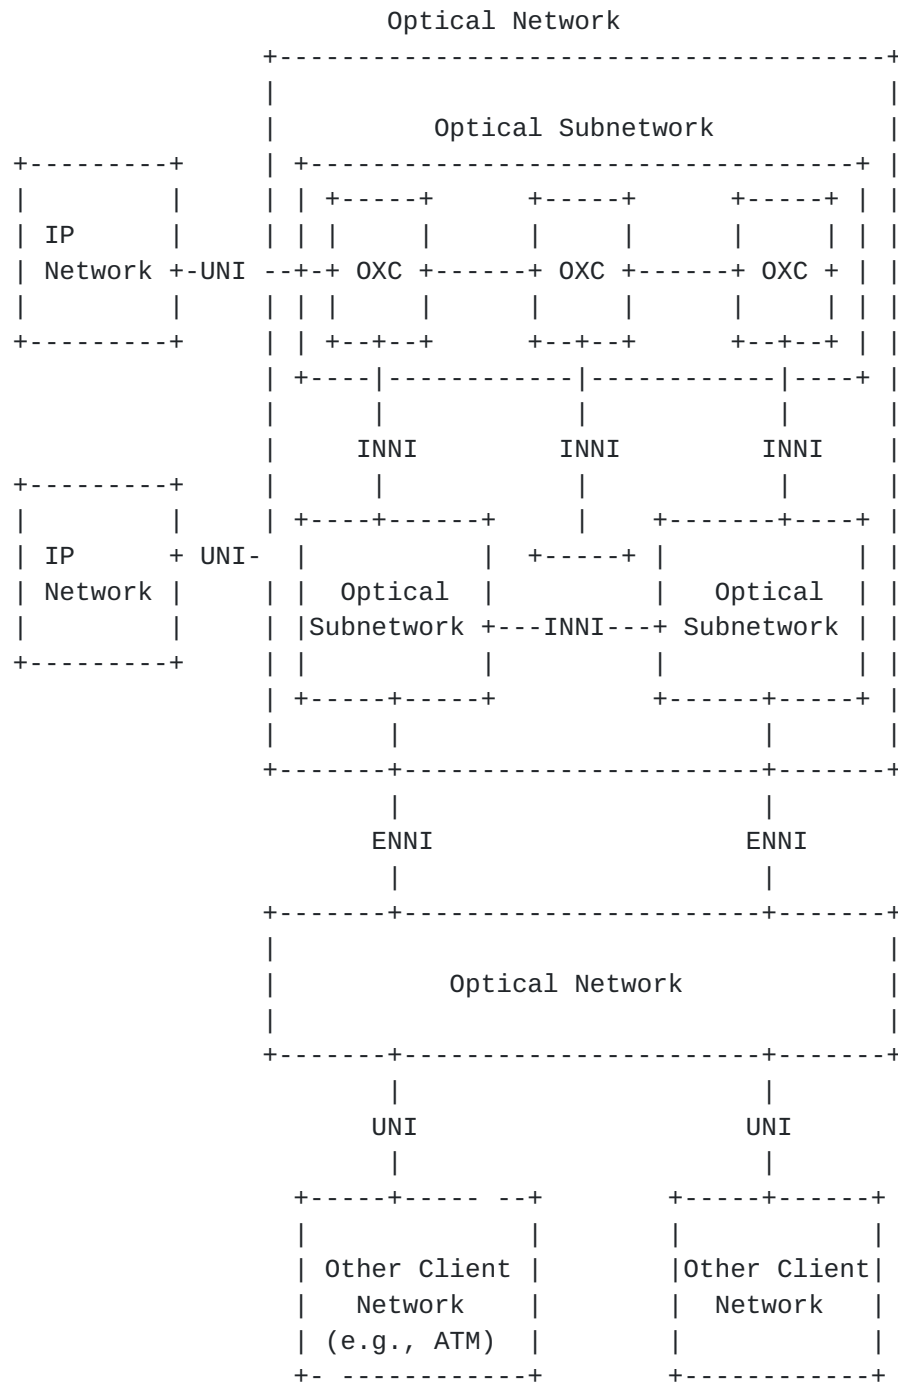 Optical Network
Optical Subnetwork
IP
Network UNI OXC OXC OXC
INNI INNI INNI
IP UNI
Network Optical Optical
Subnetwork INNI Subnetwork
ENNI ENNI
Optical Network
UNI UNI
Other Client Other Client
Network Network
(e.g., ATM)